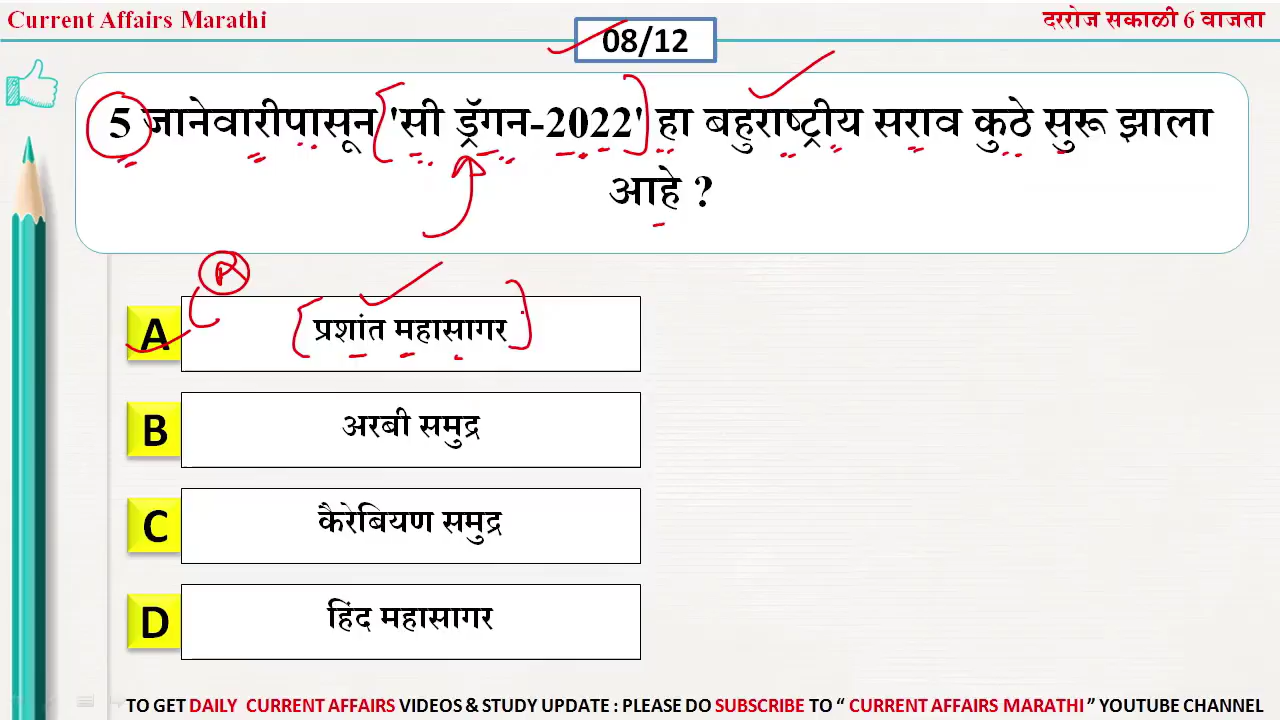 Current Affairs Marathi
दररोज सकाळी 6 वाजता
08/12
5 जानेवारीपासून 'सी ड्रॅगन-2022' हा बहुराष्ट्रीय सराव कुठे सुरू झाला
आहे ?
A
प्रशांत महासागर
B
अरबी समुद्र
C
कैरेबियण समुद्र
D
हिंद महासागर
TO GET DAILY CURRENT AFFAIRS VIDEOS & STUDY UPDATE : PLEASE DO SUBSCRIBE TO “ CURRENT AFFAIRS MARATHI ” YOUTUBE CHANNEL